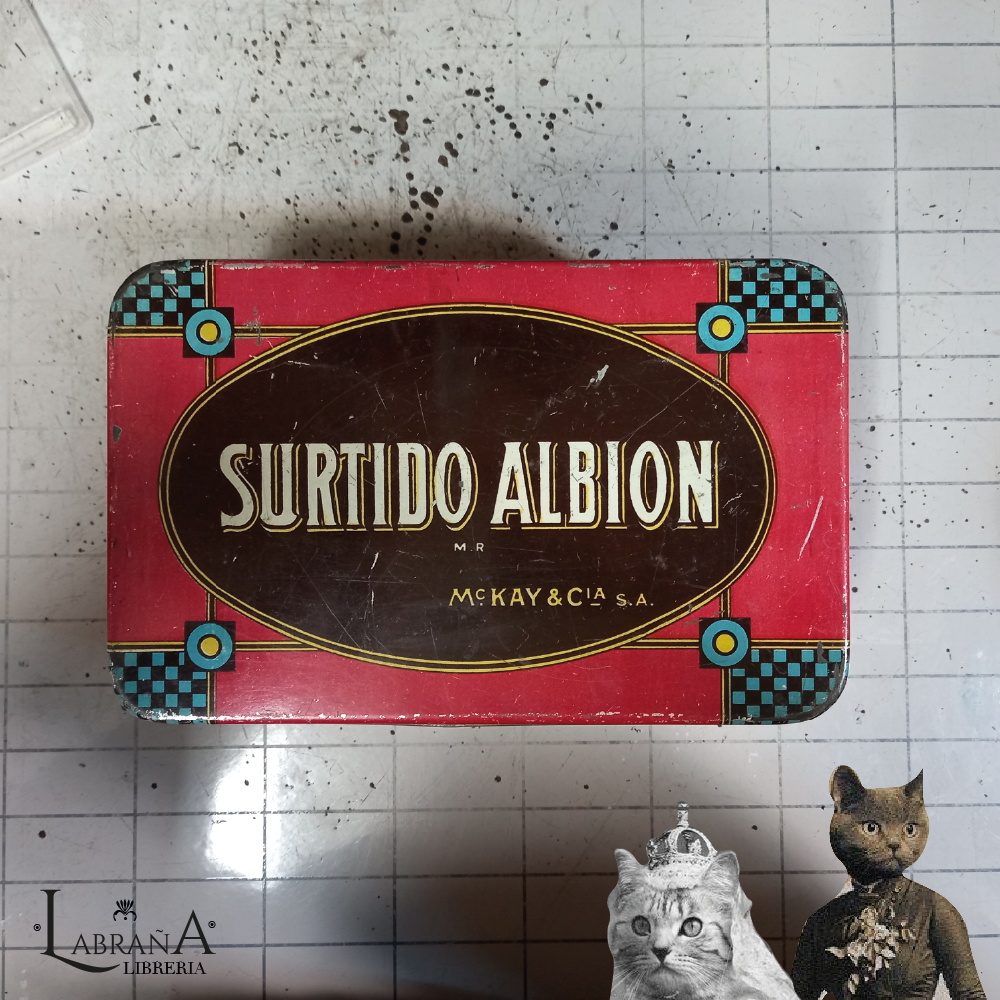 SURTIDO ALBION
M.R
McKAY & CIA S.A.
LABRAÑA
LIBRERIA